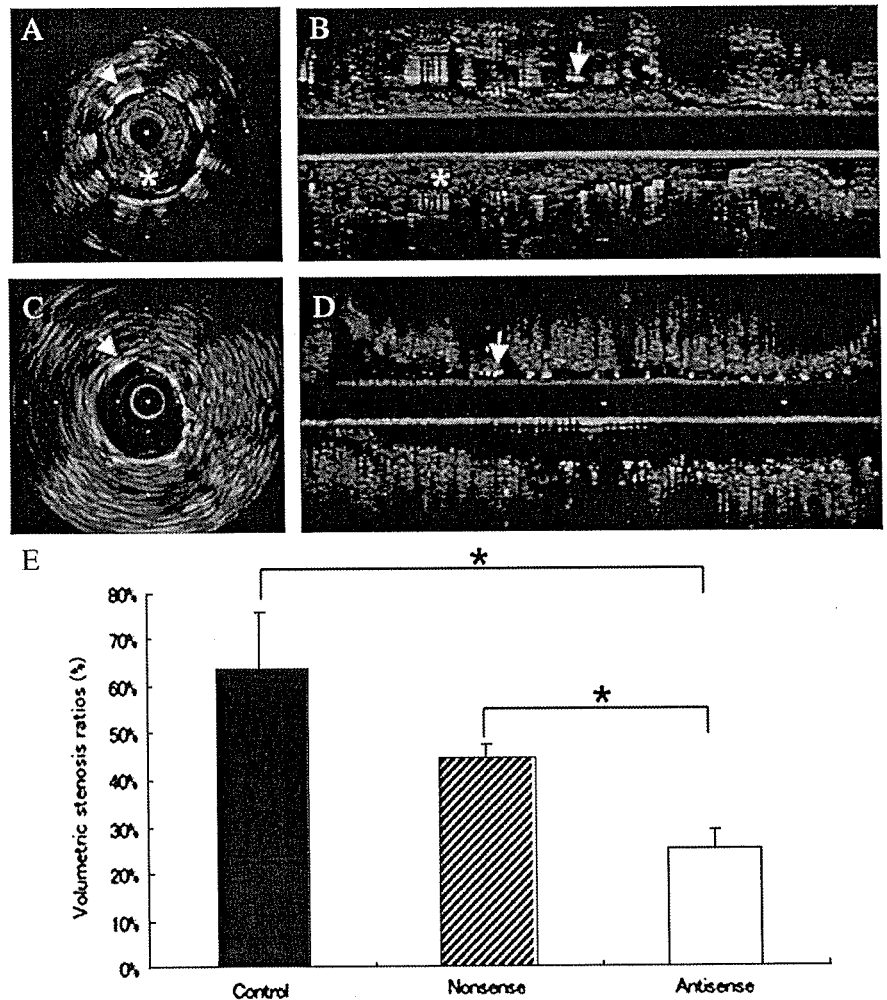 A
B
*
*
C
D
E
*
*
Volumetric stenosis ratios (%)
80%
70%
60%
50%
40%
30%
20%
10%
0%
Control
Nonsense
Antisense